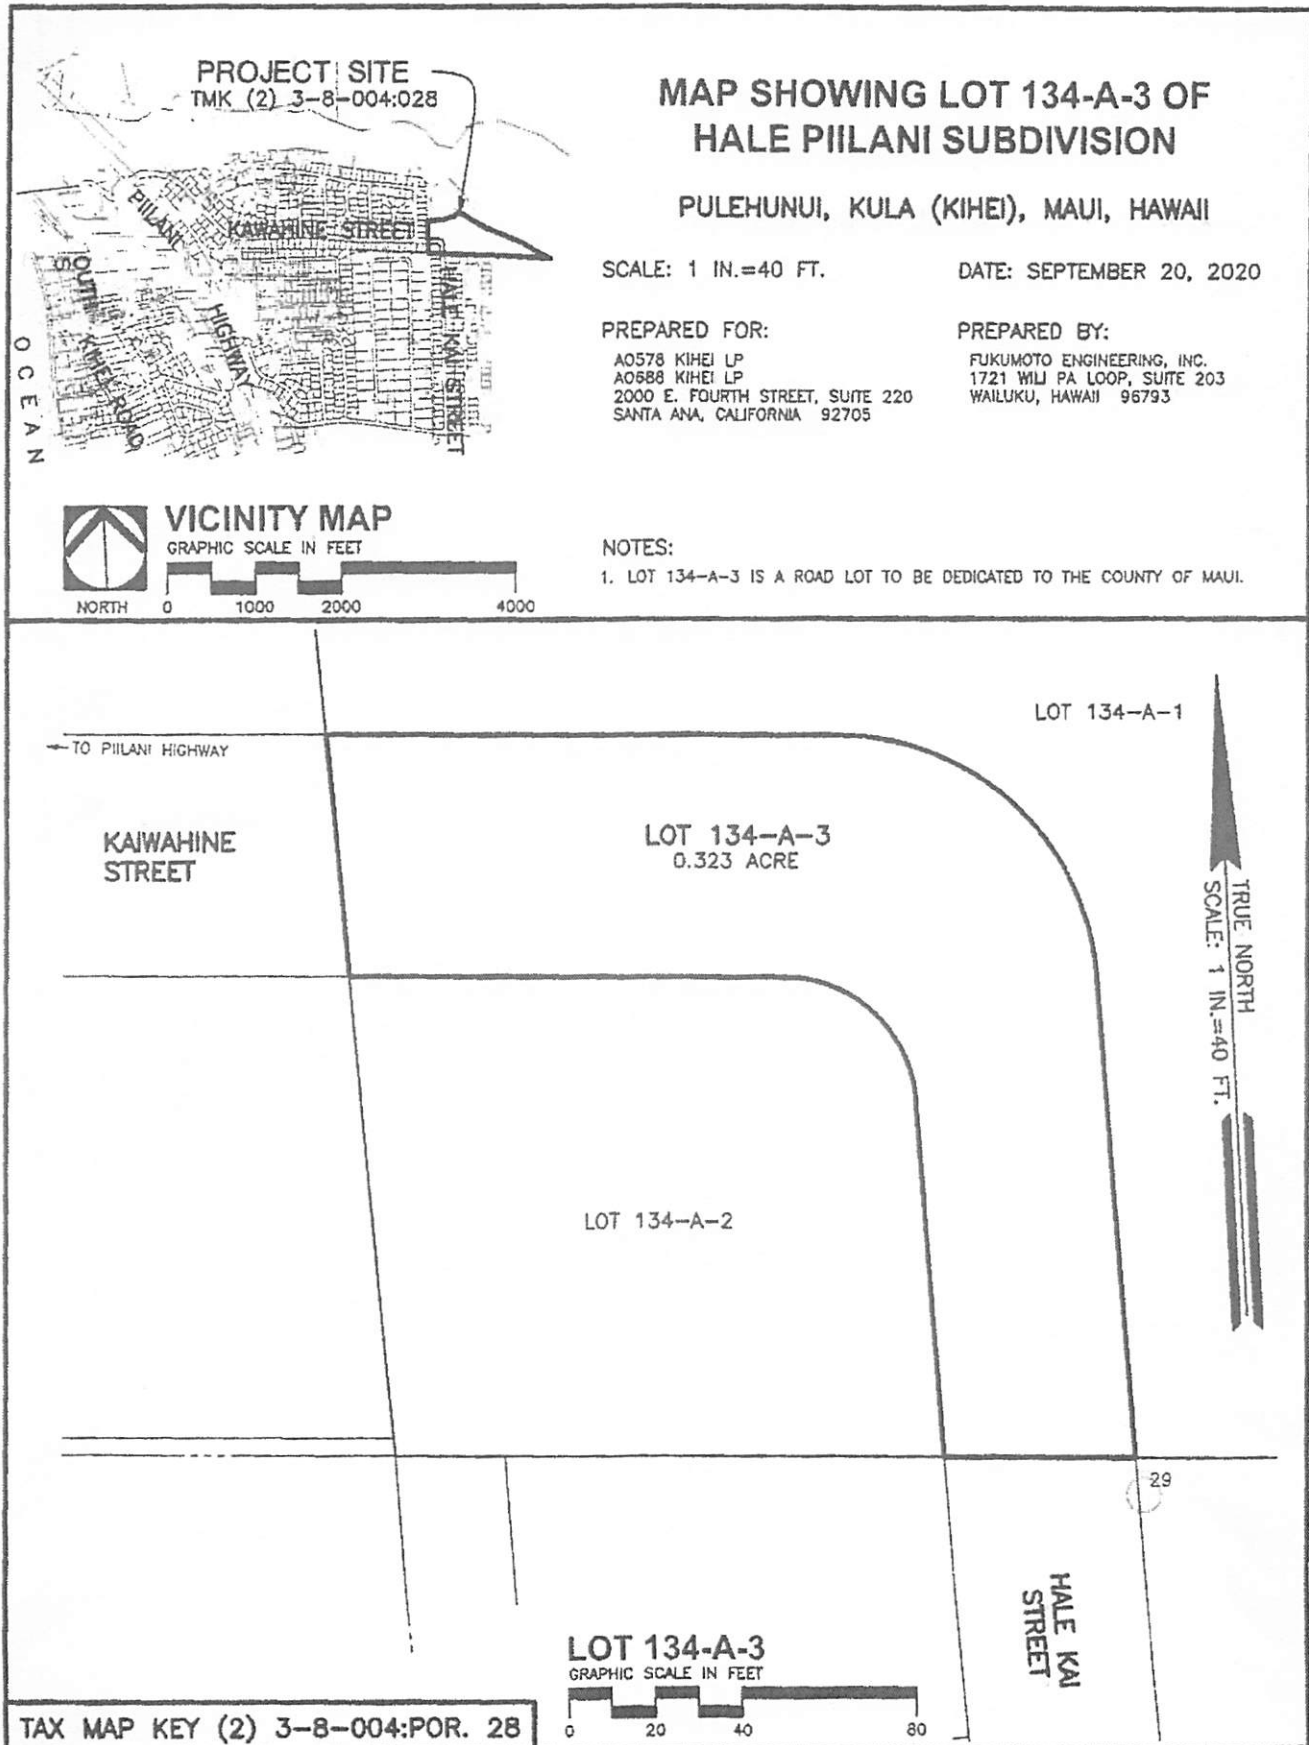 PROJECT SITE
TMK (2) 3-8-004:028
PIILANI
KAWAHINE STREET
SOUTH KIHEI ROAD
HIGHWAY
HALE KAI STREET
OCEAN
MAP SHOWING LOT 134-A-3 OF
HALE PIILANI SUBDIVISION
PULEHUNUI, KULA (KIHEI), MAUI, HAWAII
SCALE: 1 IN.=40 FT.
DATE: SEPTEMBER 20, 2020
PREPARED FOR:
A0578 KIHEI LP
A0688 KIHEI LP
2000 E. FOURTH STREET, SUITE 220
SANTA ANA, CALIFORNIA 92705
PREPARED BY:
FUKUMOTO ENGINEERING, INC.
1721 WILI PA LOOP, SUITE 203
WAILUKU, HAWAII 96793
VICINITY MAP
GRAPHIC SCALE IN FEET
NORTH
0 1000 2000 4000
NOTES:
1. LOT 134-A-3 IS A ROAD LOT TO BE DEDICATED TO THE COUNTY OF MAUI.
LOT 134-A-1
←TO PIILANI HIGHWAY
KAIWAHINE
STREET
LOT 134-A-3
0.323 ACRE
TRUE NORTH
SCALE: 1 IN.=40 FT.
LOT 134-A-2
29
HALE KAI
STREET
LOT 134-A-3
GRAPHIC SCALE IN FEET
0 20 40 80
TAX MAP KEY (2) 3-8-004:POR. 28